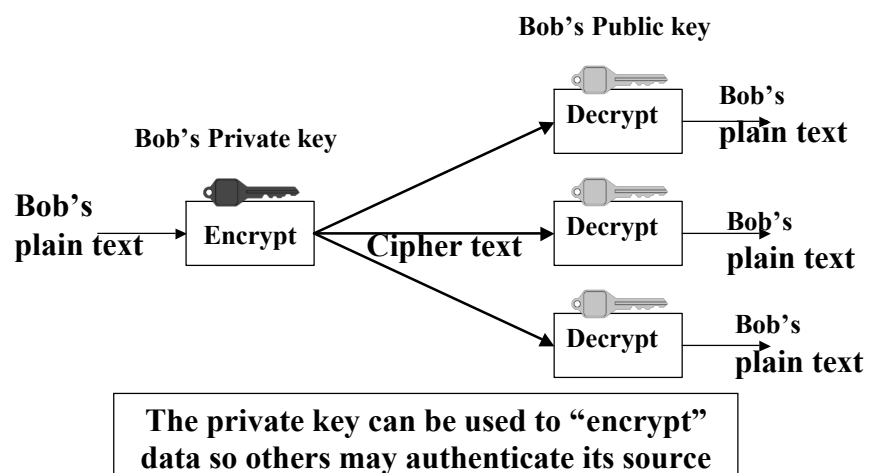 Bob’s Public key
Decrypt
Bob’s
plain text
Bob’s Private key
Bob’s
plain text
Encrypt
Cipher text
Decrypt
Bob’s
plain text
Decrypt
Bob’s
plain text
The private key can be used to “encrypt”
data so others may authenticate its source